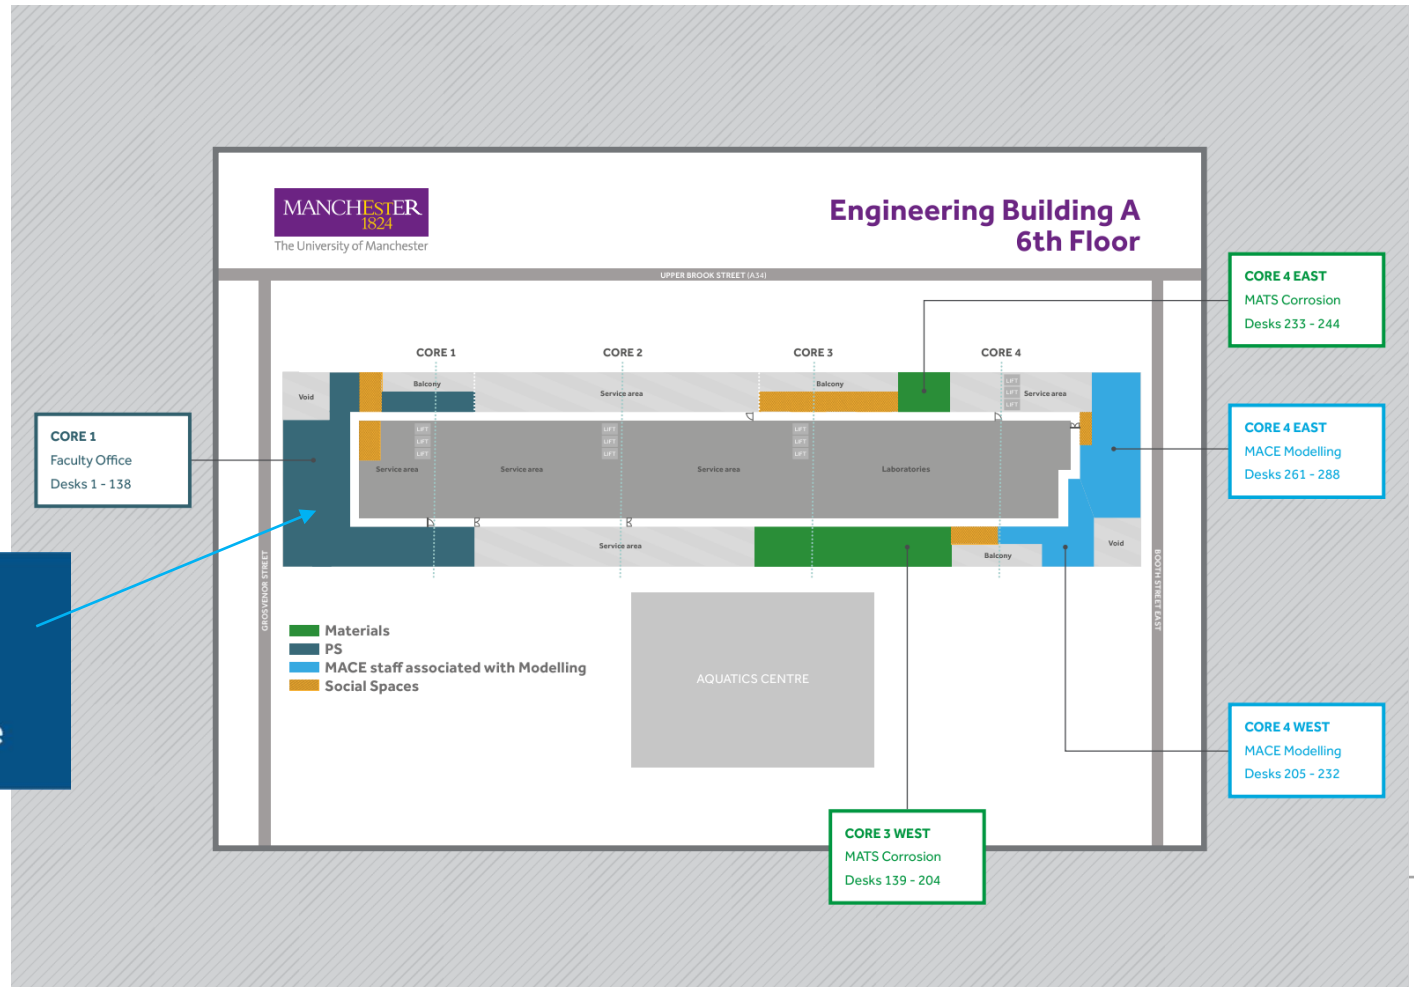 MANCHESTER
1824
The University of Manchester
Engineering Building A
6th Floor
UPPER BROOK STREET (A34)
CORE 4 EAST
MATS Corrosion
Desks 233 - 244
CORE 1
CORE 2
CORE 3
CORE 4
Void
Balcony
Service area
Balcony
LIFT
LIFT
LIFT
Service area
CORE 1
Faculty Office
Desks 1 - 138
LIFT
LIFT
LIFT
LIFT
LIFT
LIFT
LIFT
LIFT
LIFT
Service area
Service area
Service area
Laboratories
CORE 4 EAST
MACE Modelling
Desks 261 - 288
Service area
Balcony
Void
GROSVENOR STREET
BOOTH STREET EAST
Materials
PS
MACE staff associated with Modelling
Social Spaces
AQUATICS CENTRE
CORE 4 WEST
MACE Modelling
Desks 205 - 232
CORE 3 WEST
MATS Corrosion
Desks 139 - 204